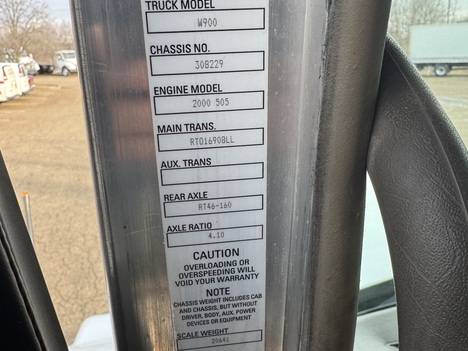 TRUCK MODEL
W900
CHASSIS NO.
308229
ENGINE MODEL
2000 505
MAIN TRANS.
RTO16908LL
AUX. TRANS
REAR AXLE
RT46-160
AXLE RATIO
4.10
CAUTION
OVERLOADING OR
OVERSPEEDING WILL
VOID YOUR WARRANTY
NOTE
CHASSIS WEIGHT INCLUDES CAB
AND CHASSIS, BUT WITHOUT
DRIVER, BODY, AUX. POWER
DEVICES OR EQUIPMENT
SCALE WEIGHT
20641